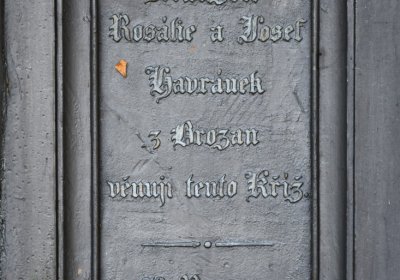 Rosálie a Josef
Havránek
z Brozan
věnují tento Kříž.